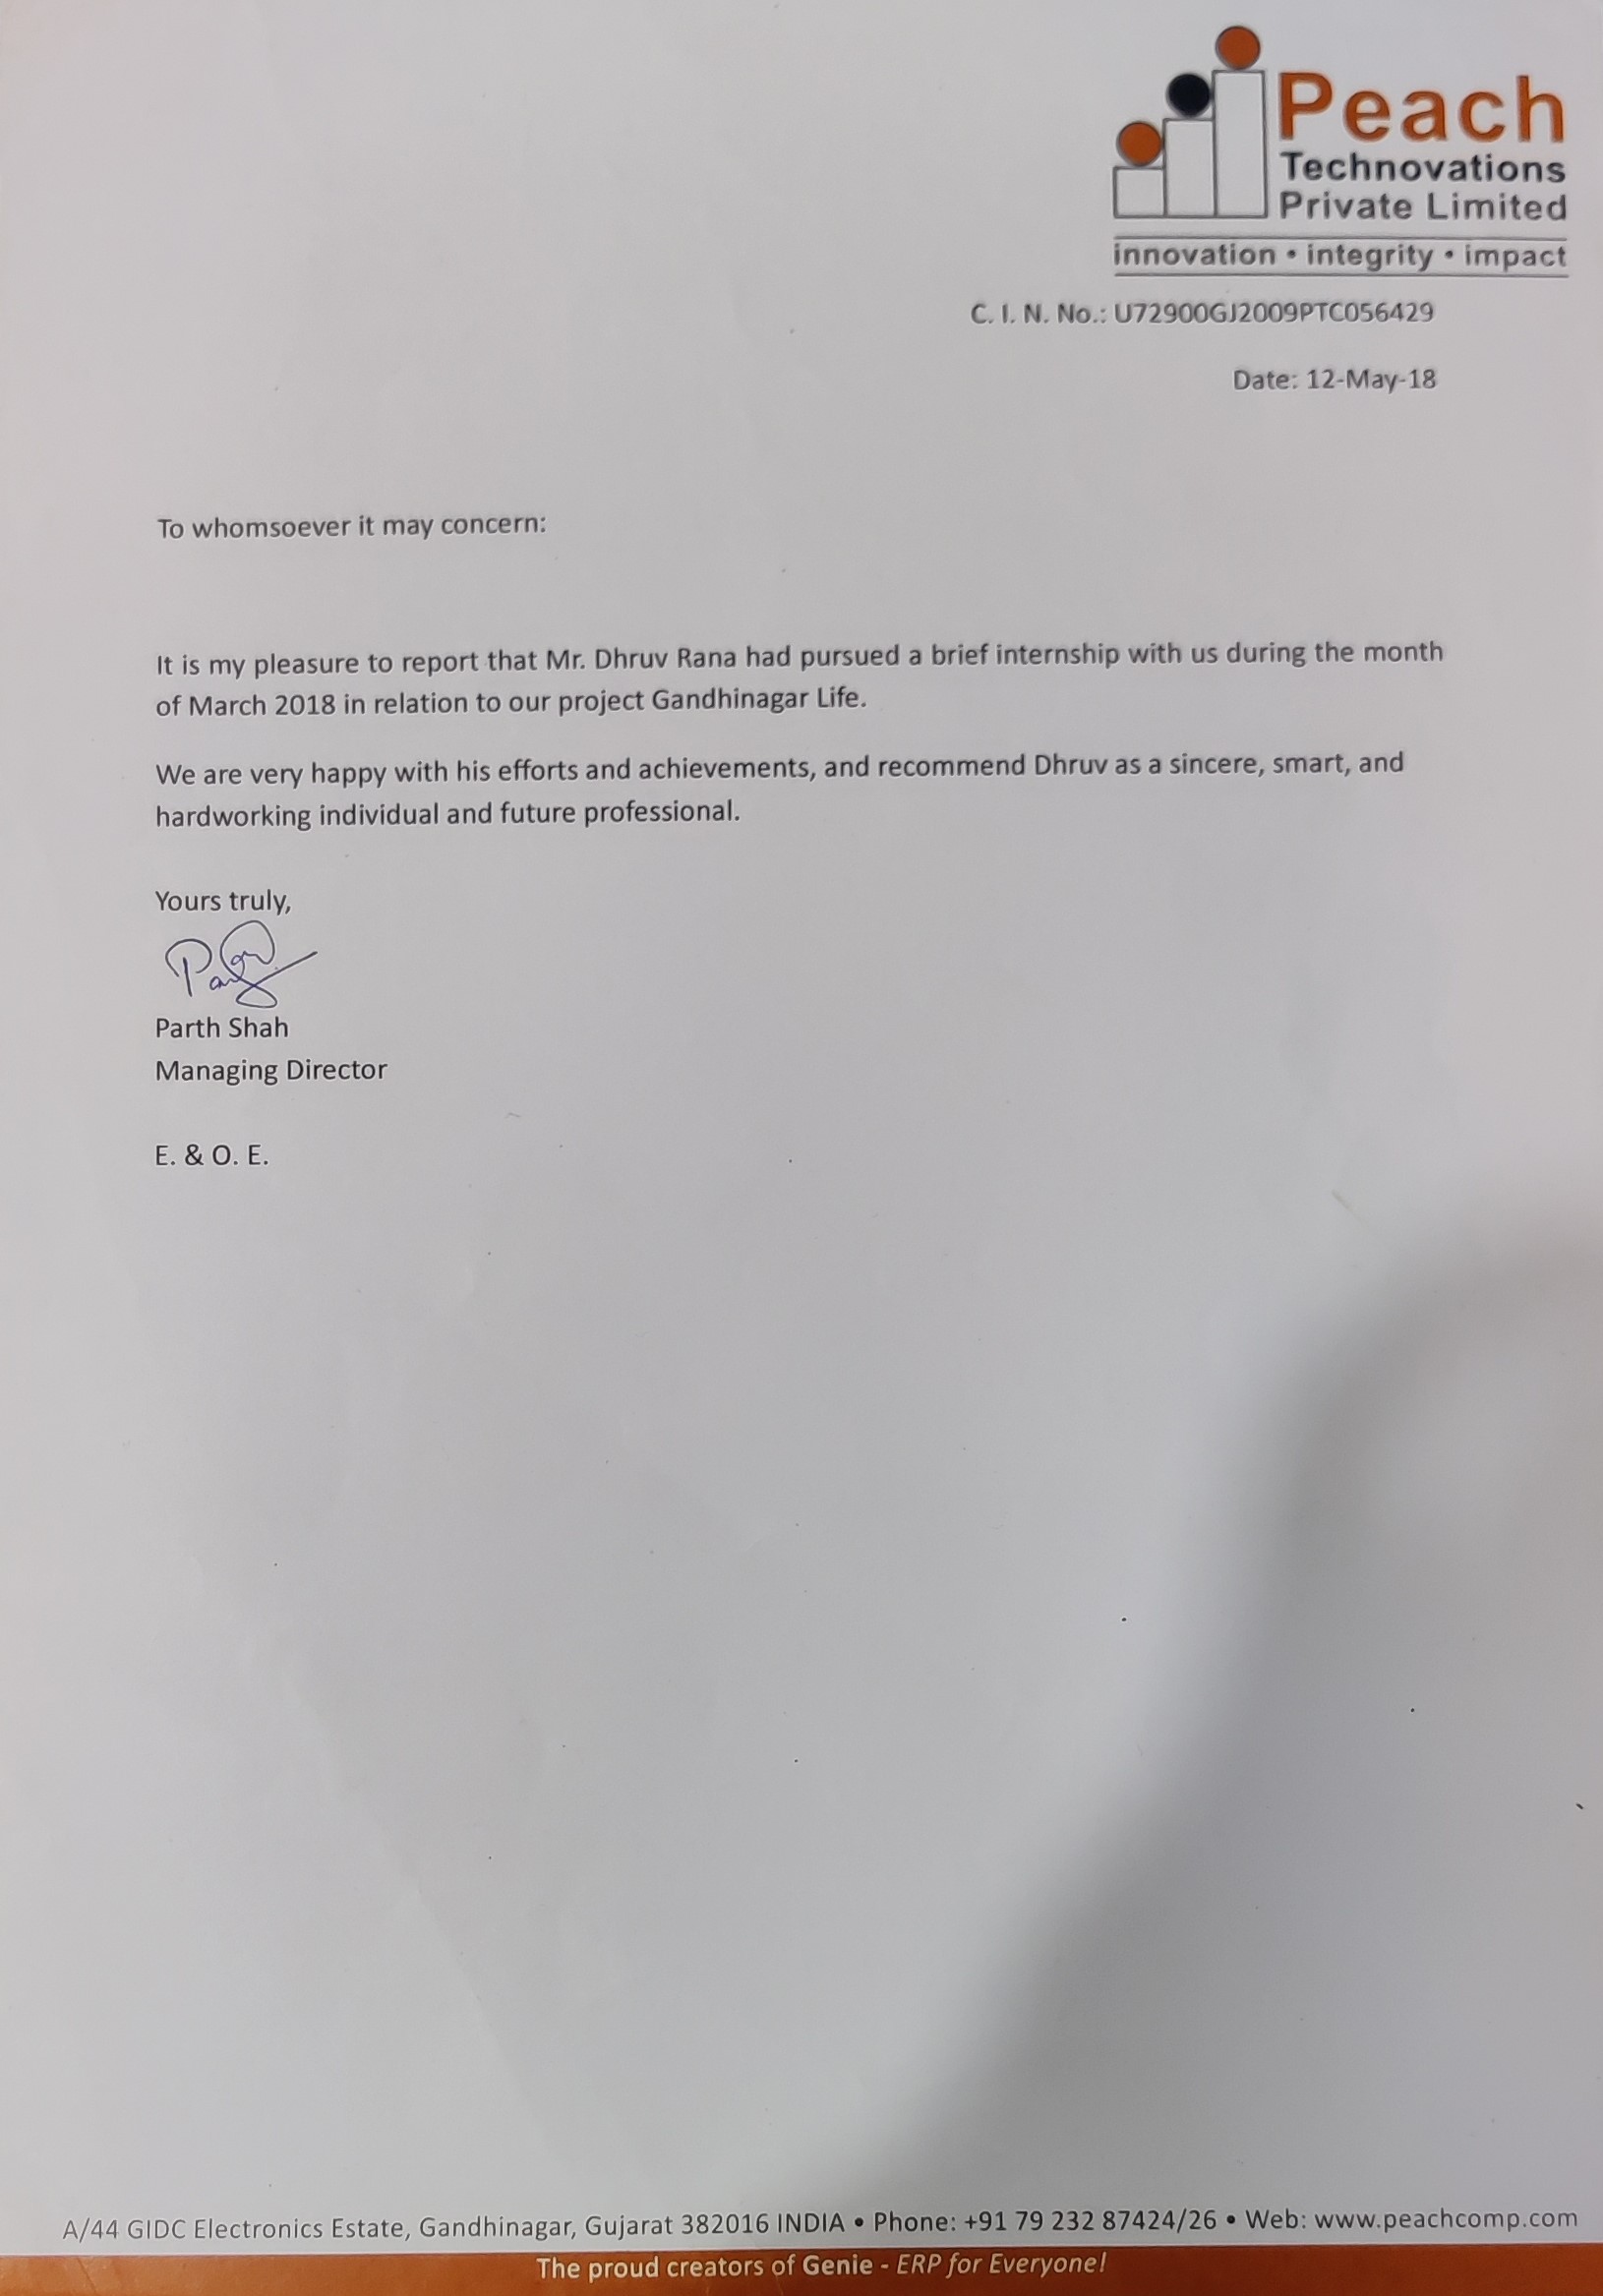 Peach
Technovations
Private Limited
innovation • integrity • impact
C. I. N. No.: U72900GJ2009PTC056429
Date: 12-May-18
To whomsoever it may concern:
It is my pleasure to report that Mr. Dhruv Rana had pursued a brief internship with us during the month
of March 2018 in relation to our project Gandhinagar Life.
We are very happy with his efforts and achievements, and recommend Dhruv as a sincere, smart, and
hardworking individual and future professional.
Yours truly,
Parth Shah
Managing Director
E. & O. E.
A/44 GIDC Electronics Estate, Gandhinagar, Gujarat 382016 INDIA • Phone: +91 79 232 87424/26 • Web: www.peachcomp.com
The proud creators of Genie - ERP for Everyone!